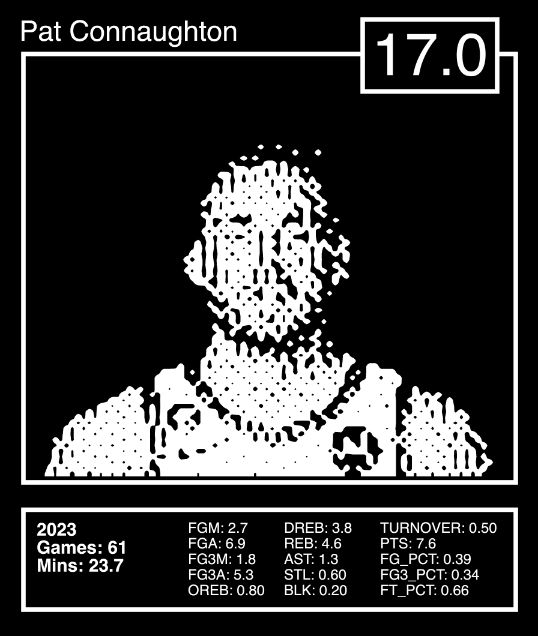 Pat Connaughton
17.0
2023
Games: 61
Mins: 23.7
FGM: 2.7
FGA: 6.9
FG3M: 1.8
FG3A: 5.3
OREB: 0.80
DREB: 3.8
REB: 4.6
AST: 1.3
STL: 0.60
BLK: 0.20
TURNOVER: 0.50
PTS: 7.6
FG_PCT: 0.39
FG3_PCT: 0.34
FT_PCT: 0.66